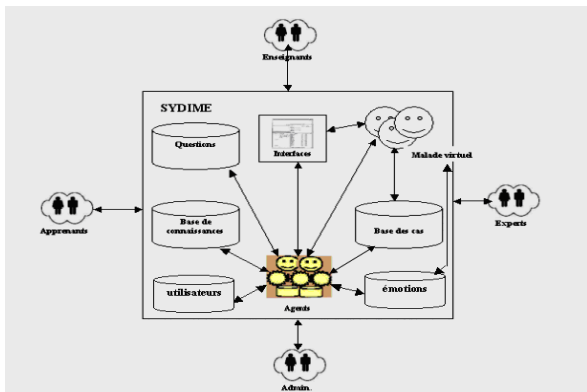 Enseignants
SYDIME
Questions
Interfaces
Malade virtuel
Apprenants
Base de
connaissances
Base des cas
Experts
utilisateurs
Agents
émotions
Admin.